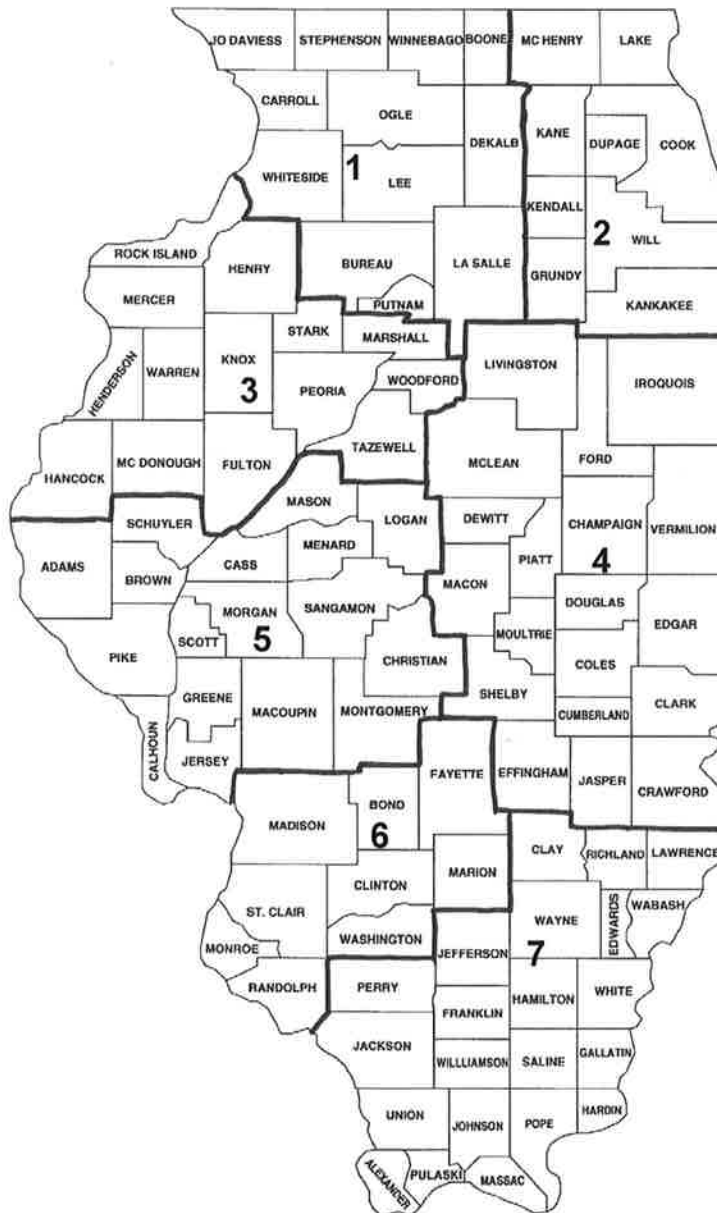 JO DAVIESS
STEPHENSON
WINNEBAGO
BOONE
MC HENRY
LAKE
CARROLL
OGLE
DEKALB
KANE
DUPAGE
COOK
1
WHITESIDE
LEE
KENDALL
2
WILL
ROCK ISLAND
HENRY
BUREAU
LA SALLE
GRUNDY
MERCER
PUTNAM
KANKAKEE
STARK
MARSHALL
HENDERSON
WARREN
KNOX
3
PEORIA
WOODFORD
LIVINGSTON
IROQUOIS
HANCOCK
MC DONOUGH
FULTON
TAZEWELL
MCLEAN
FORD
SCHUYLER
MASON
LOGAN
DEWITT
CHAMPAIGN
VERMILION
ADAMS
BROWN
CASS
MENARD
MACON
PIATT
4
MORGAN
SANGAMON
DOUGLAS
EDGAR
PIKE
SCOTT
5
CHRISTIAN
MOULTRIE
COLES
GREENE
MACOUPIN
MONTGOMERY
SHELBY
CUMBERLAND
CLARK
CALHOUN
JERSEY
FAYETTE
EFFINGHAM
JASPER
CRAWFORD
MADISON
BOND
6
CLAY
RICHLAND
LAWRENCE
MARION
ST. CLAIR
CLINTON
WAYNE
EDWARDS
WABASH
MONROE
WASHINGTON
JEFFERSON
7
RANDOLPH
PERRY
FRANKLIN
HAMILTON
WHITE
JACKSON
WILLLIAMSON
SALINE
GALLATIN
UNION
JOHNSON
POPE
HARDIN
ALEXANDER
PULASKI
MASSAC